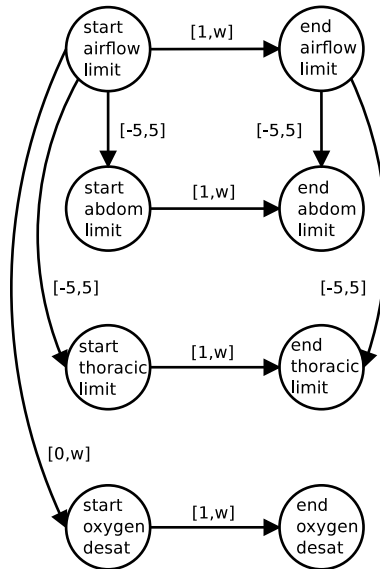 start
airflow
limit
[1,w]
end
airflow
limit
[-5,5]
[-5,5]
start
abdom
limit
[1,w]
end
abdom
limit
[-5,5]
[-5,5]
start
thoracic
limit
[1,w]
end
thoracic
limit
[0,w]
start
oxygen
desat
[1,w]
end
oxygen
desat